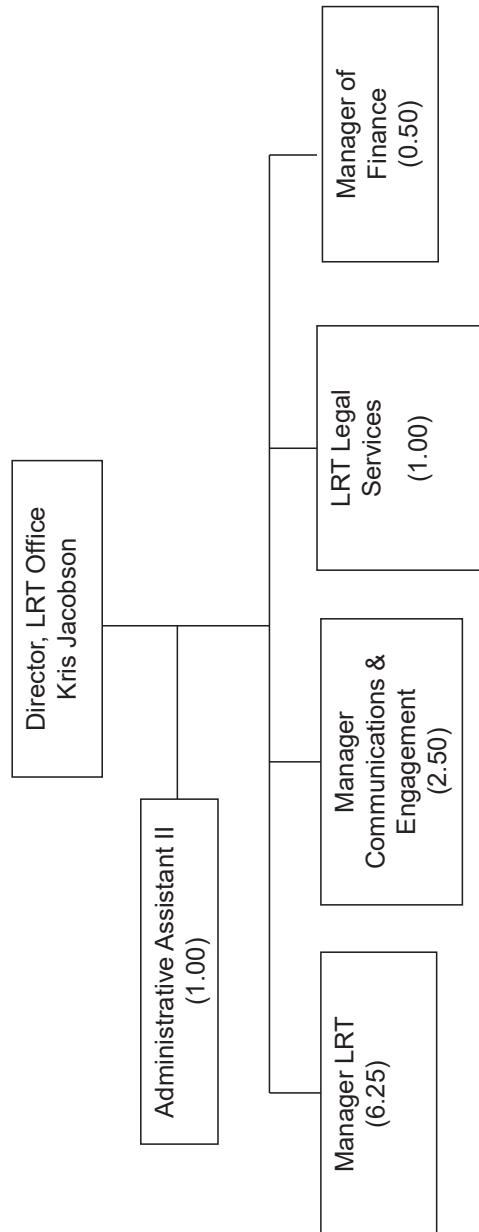 Director, LRT Office
Kris Jacobson
Administrative Assistant II
(1.00)
Manager LRT
(6.25)
Manager
Communications &
Engagement
(2.50)
LRT Legal
Services
(1.00)
Manager of
Finance
(0.50)